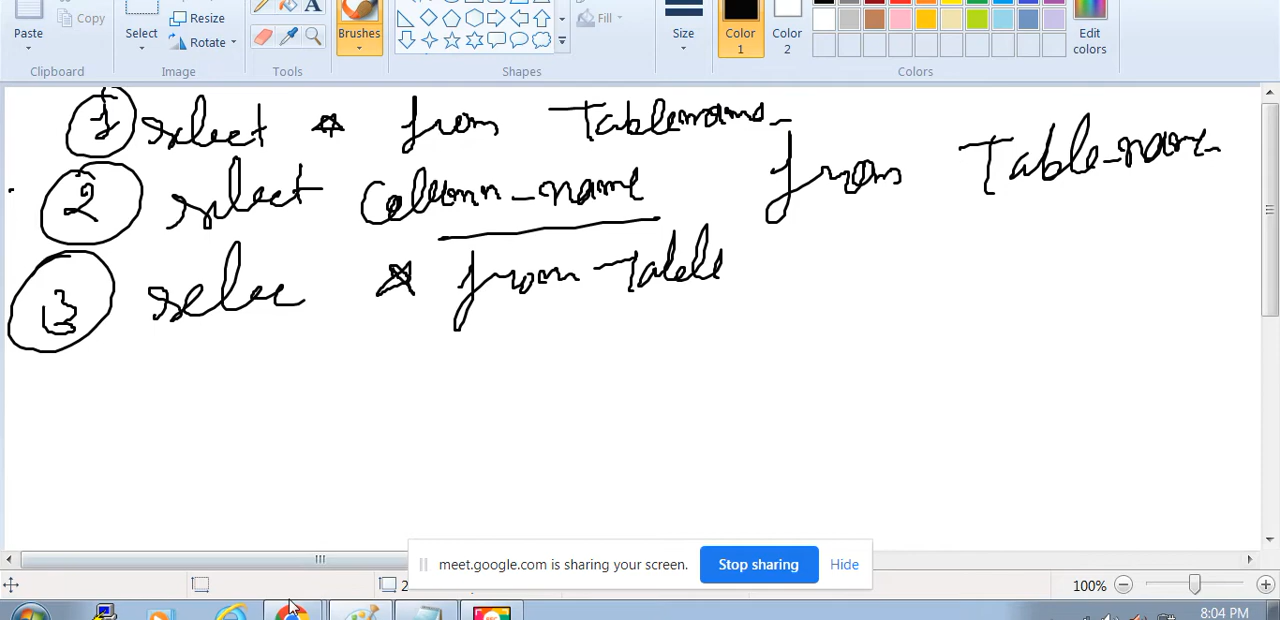 Paste
Copy
Select
Resize
Rotate
Brushes
Fill
Size
Color 1
Color 2
Edit colors
Clipboard
Image
Tools
Shapes
Colors
1 select * from Tablename
2 select Column_name from Table_name
3 selec * from Table
meet.google.com is sharing your screen. Stop sharing Hide
2
100%
8:04 PM